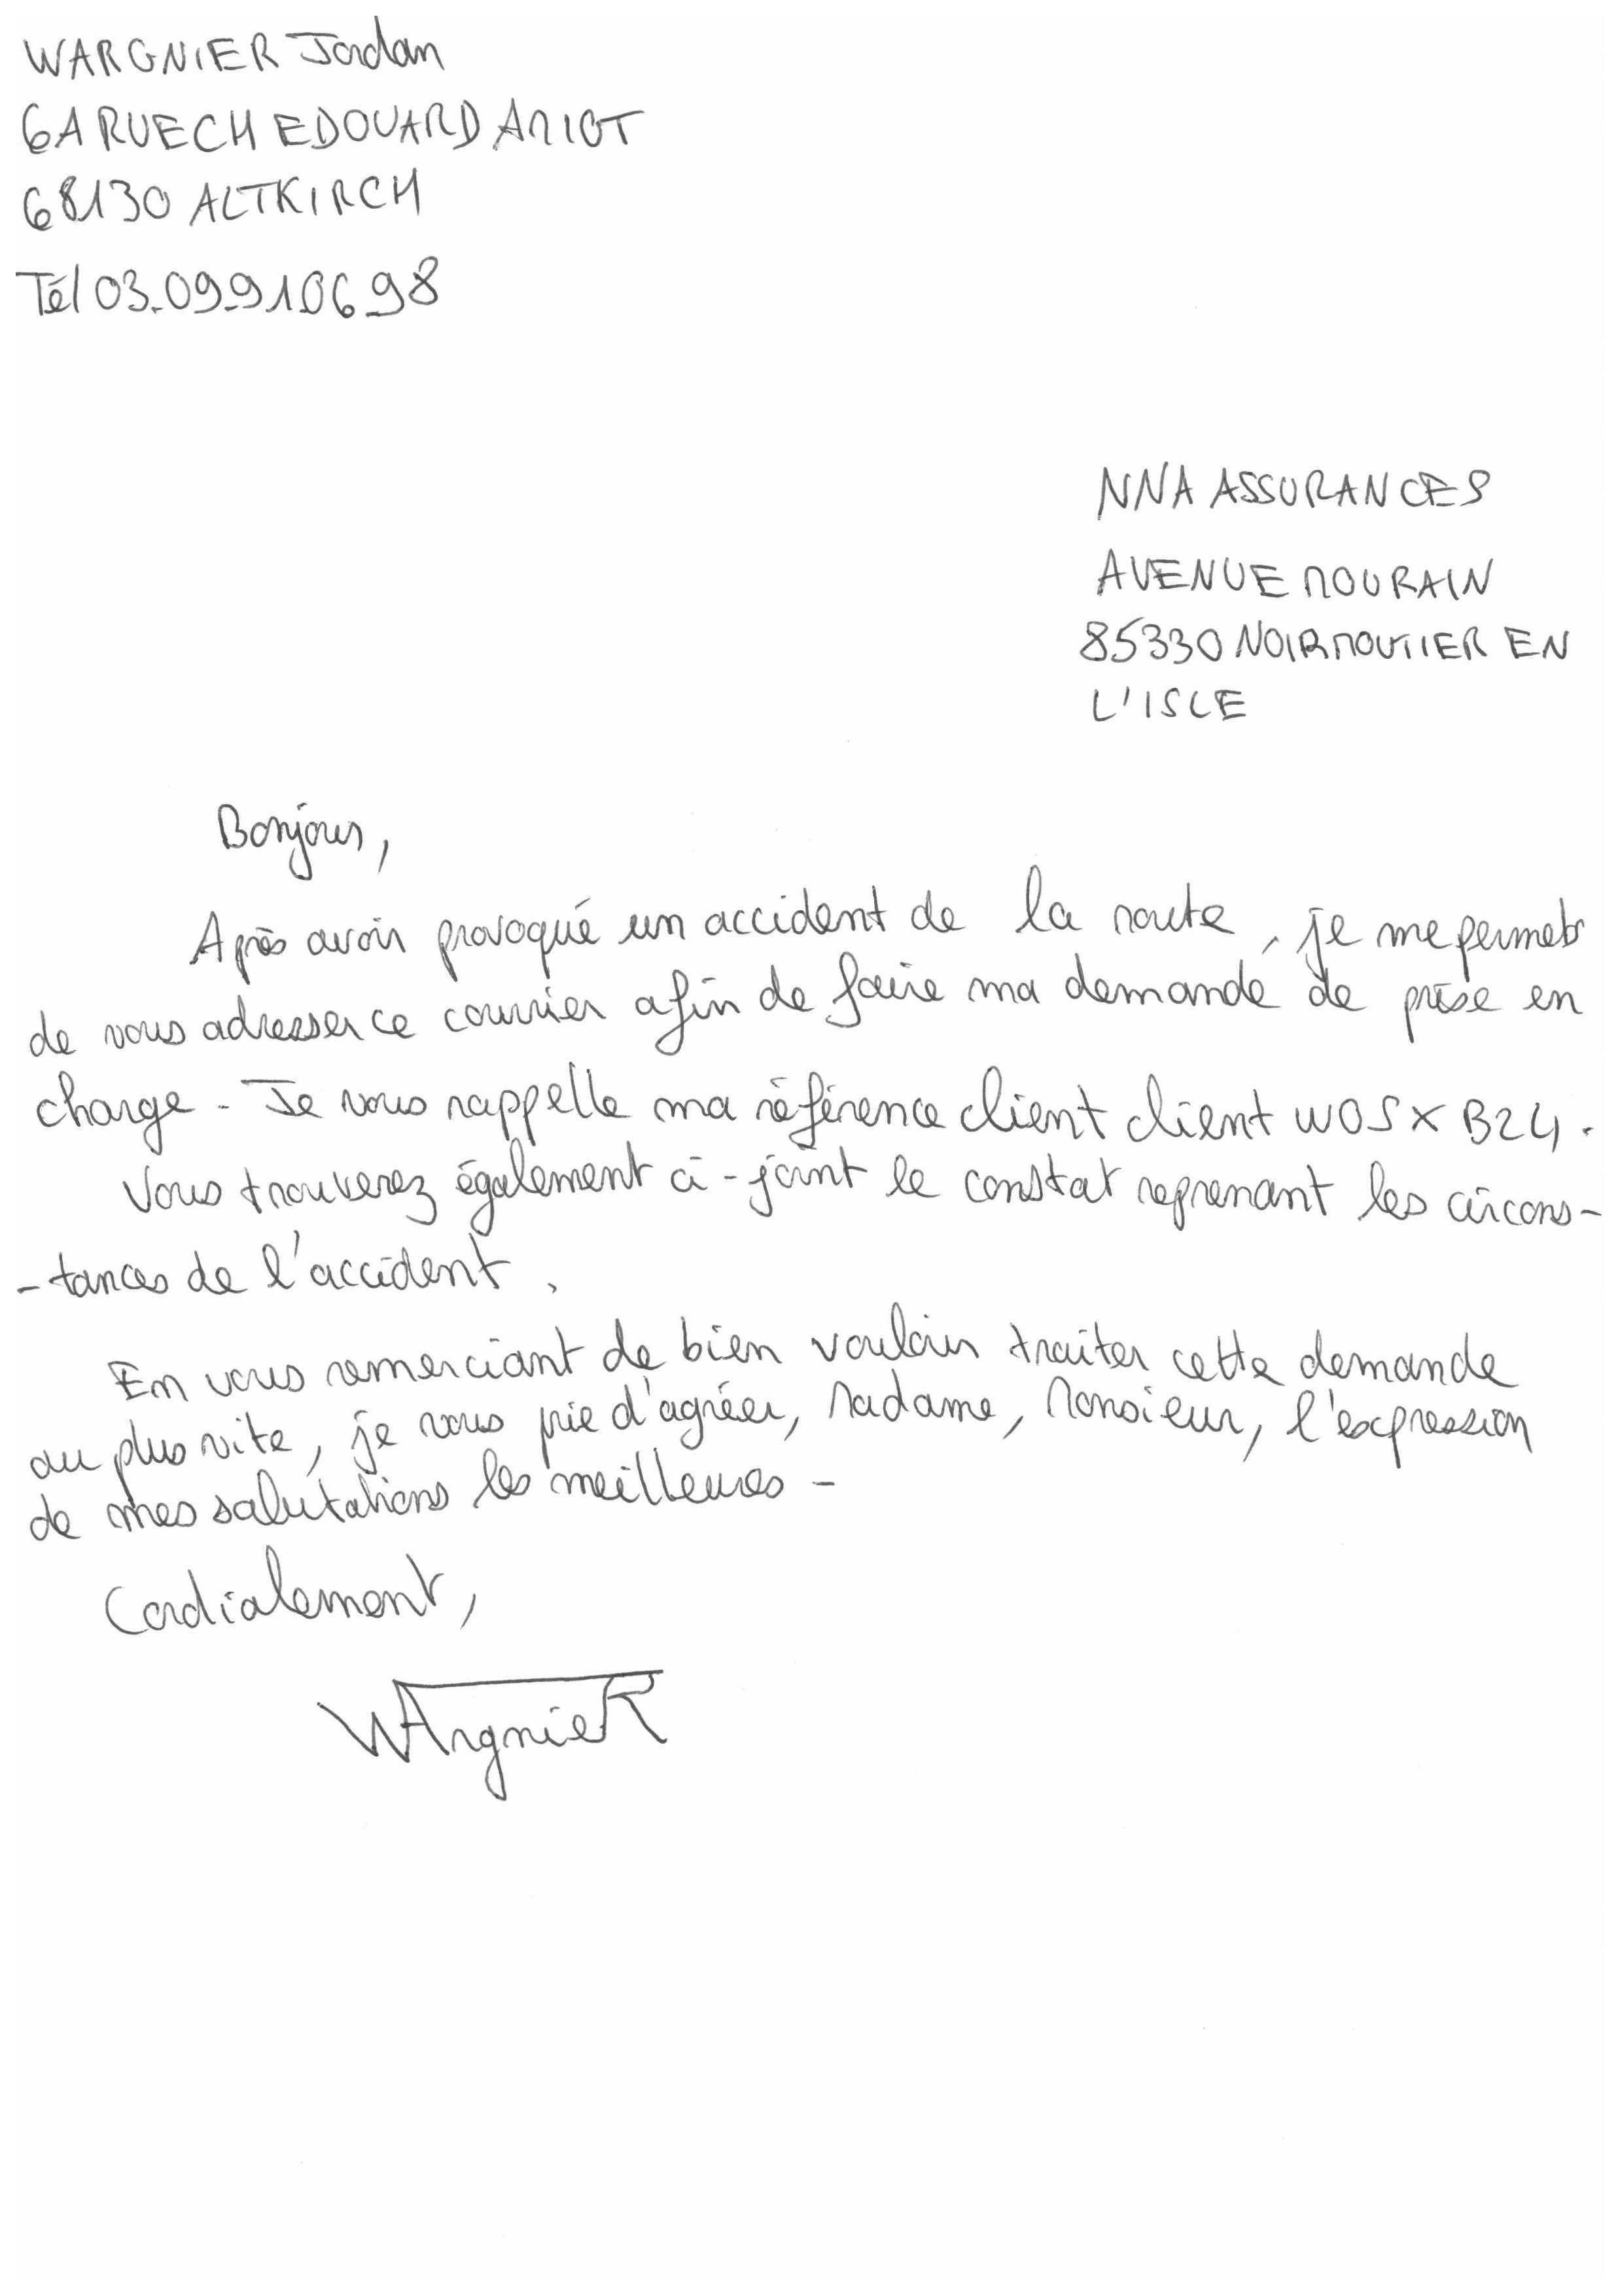 WARGNIER Jordan
6A RUECH EDOUARD AMIOT
68130 ALTKIRCH
Tél 03.09.91.06.98
NNA ASSURANCES
AVENUE MOURAIN
85330 NOIRMOUTIER EN
L'ISLE
Bonjour,
Après avoir provoqué un accident de la route, je me permets
de vous adresser ce courrier afin de faire ma demande de prise en
charge. Je vous rappelle ma référence client client WOSXB24.
Vous trouverez également ci-joint le constat reprenant les circons-
-tances de l'accident.
En vous remerciant de bien vouloir traiter cette demande
au plus vite, je vous prie d'agréer, Madame, Monsieur, l'expression
de mes salutations les meilleures.
Cordialement,
WArgnieR